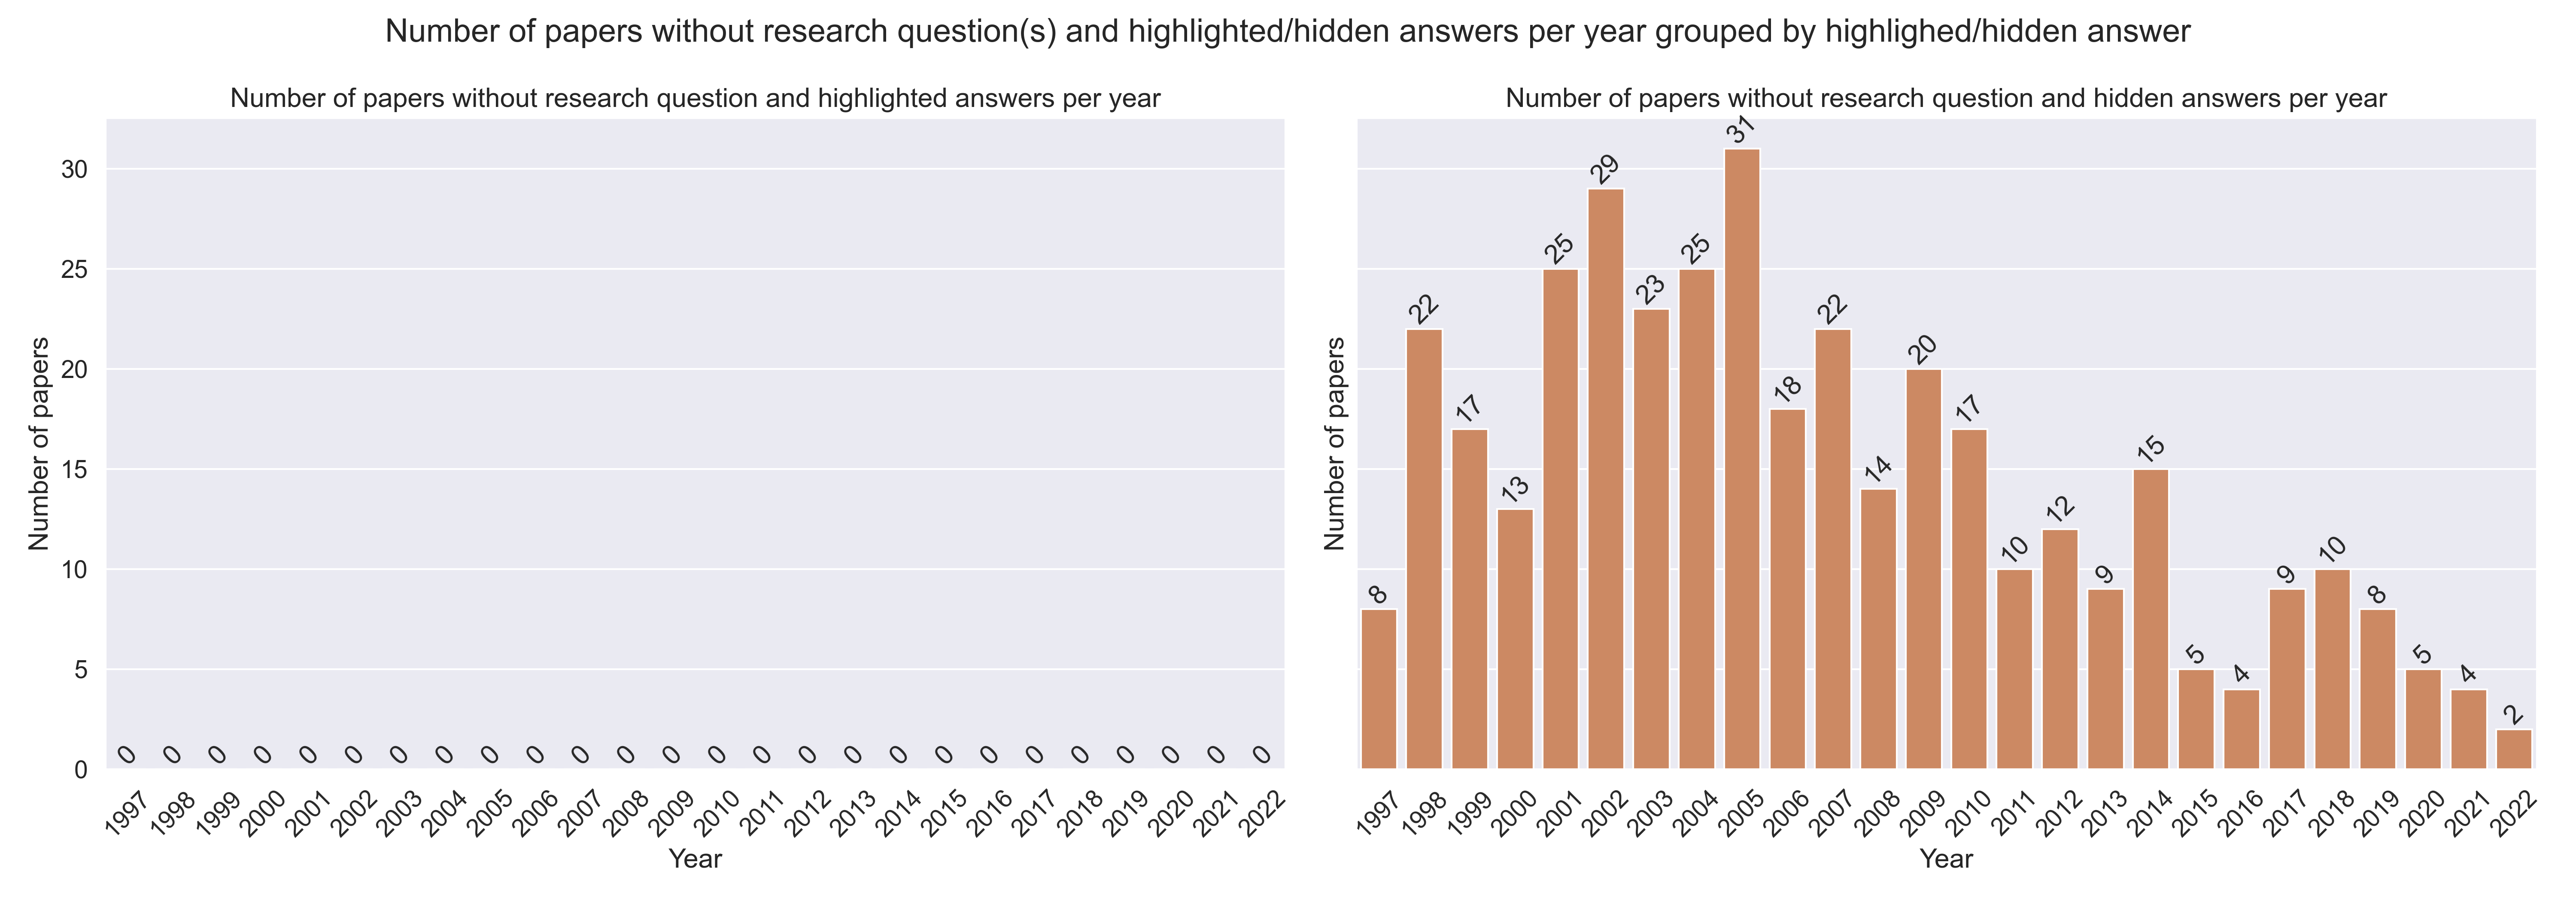 Number of papers without research question(s) and highlighted/hidden answers per year grouped by highlighed/hidden answer
Number of papers without research question and highlighted answers per year
Number of papers
30
25
20
15
10
5
0
0 0 0 0 0 0 0 0 0 0 0 0 0 0 0 0 0 0 0 0 0 0 0 0 0 0
1997 1998 1999 2000 2001 2002 2003 2004 2005 2006 2007 2008 2009 2010 2011 2012 2013 2014 2015 2016 2017 2018 2019 2020 2021 2022
Year
Number of papers without research question and hidden answers per year
Number of papers
8 22 17 13 25 29 23 25 31 18 22 14 20 17 10 12 9 15 5 4 9 10 8 5 4 2
1997 1998 1999 2000 2001 2002 2003 2004 2005 2006 2007 2008 2009 2010 2011 2012 2013 2014 2015 2016 2017 2018 2019 2020 2021 2022
Year